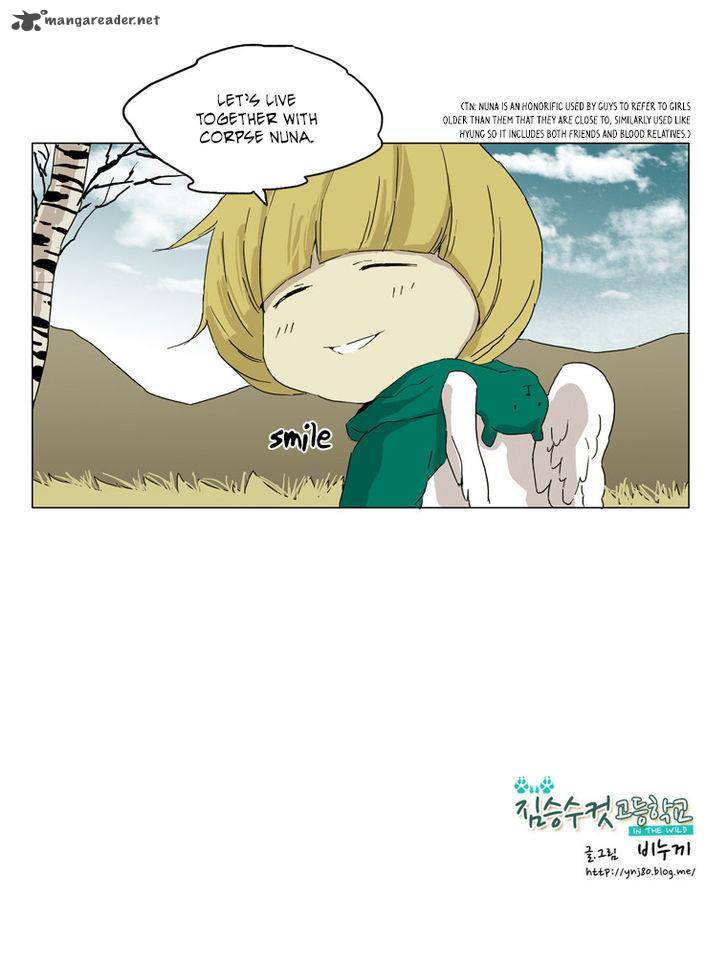 mangareader.net
LET'S LIVE
TOGETHER WITH
CORPSE NUNA.
(TN: NUNA IS AN HONORIFIC USED BY GUYS TO REFER TO GIRLS
OLDER THAN THEM THAT THEY ARE CLOSE TO, SIMILARLY USED LIKE
HYUNG SO IT INCLUDES BOTH FRIENDS AND BLOOD RELATIVES.)
smile
짐승수컷고등학교
IN THE WILD
글.그림 비누끼
http://ynj80.blog.me/